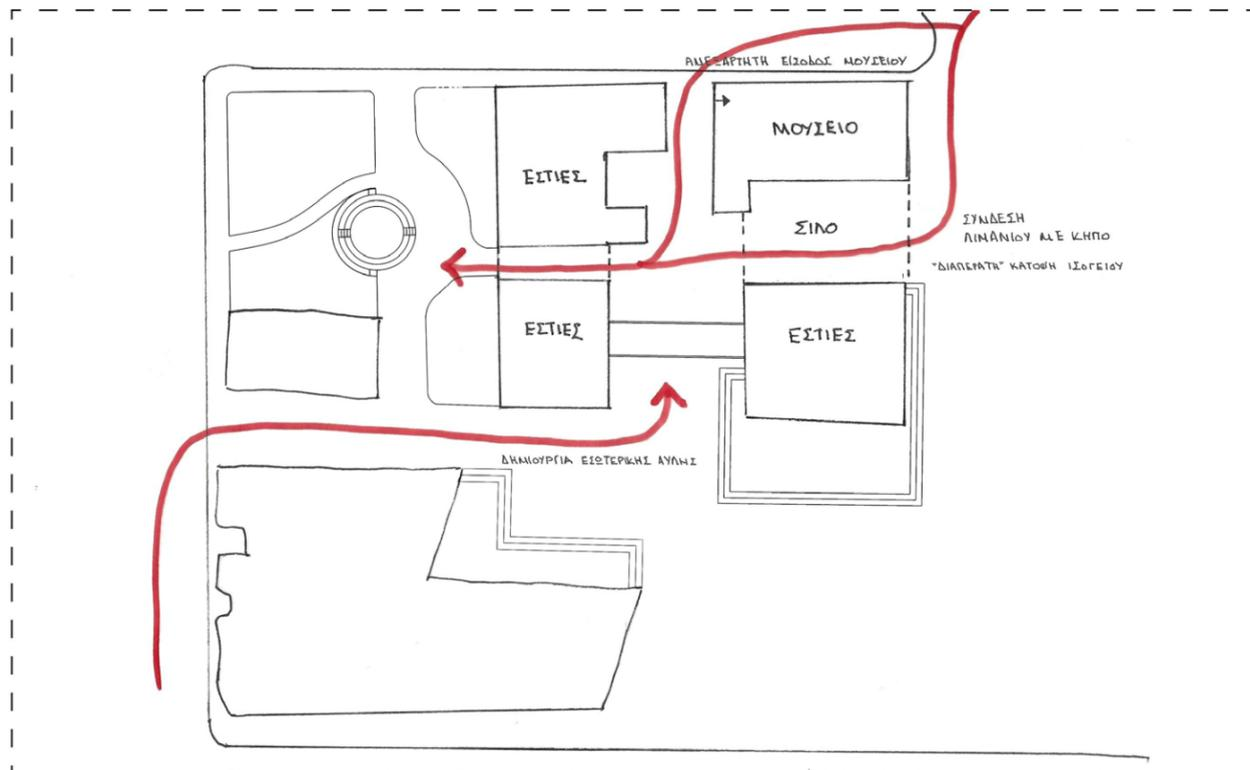 ΑΝΕΞΑΡΤΗΤΗ ΕΙΣΟΔΟΣ ΜΟΥΣΕΙΟΥ
ΜΟΥΣΕΙΟ
ΕΣΤΙΕΣ
ΣΙΛΟ
ΣΥΝΔΕΣΗ
ΛΙΜΑΝΙΟΥ ΜΕ ΚΗΠΟ
"ΔΙΑΠΕΡΑΤΗ" ΚΑΤΟΨΗ ΙΣΟΓΕΙΟΥ
ΕΣΤΙΕΣ
ΕΣΤΙΕΣ
ΔΗΜΙΟΥΡΓΙΑ ΕΣΩΤΕΡΙΚΗΣ ΑΥΛΗΣ